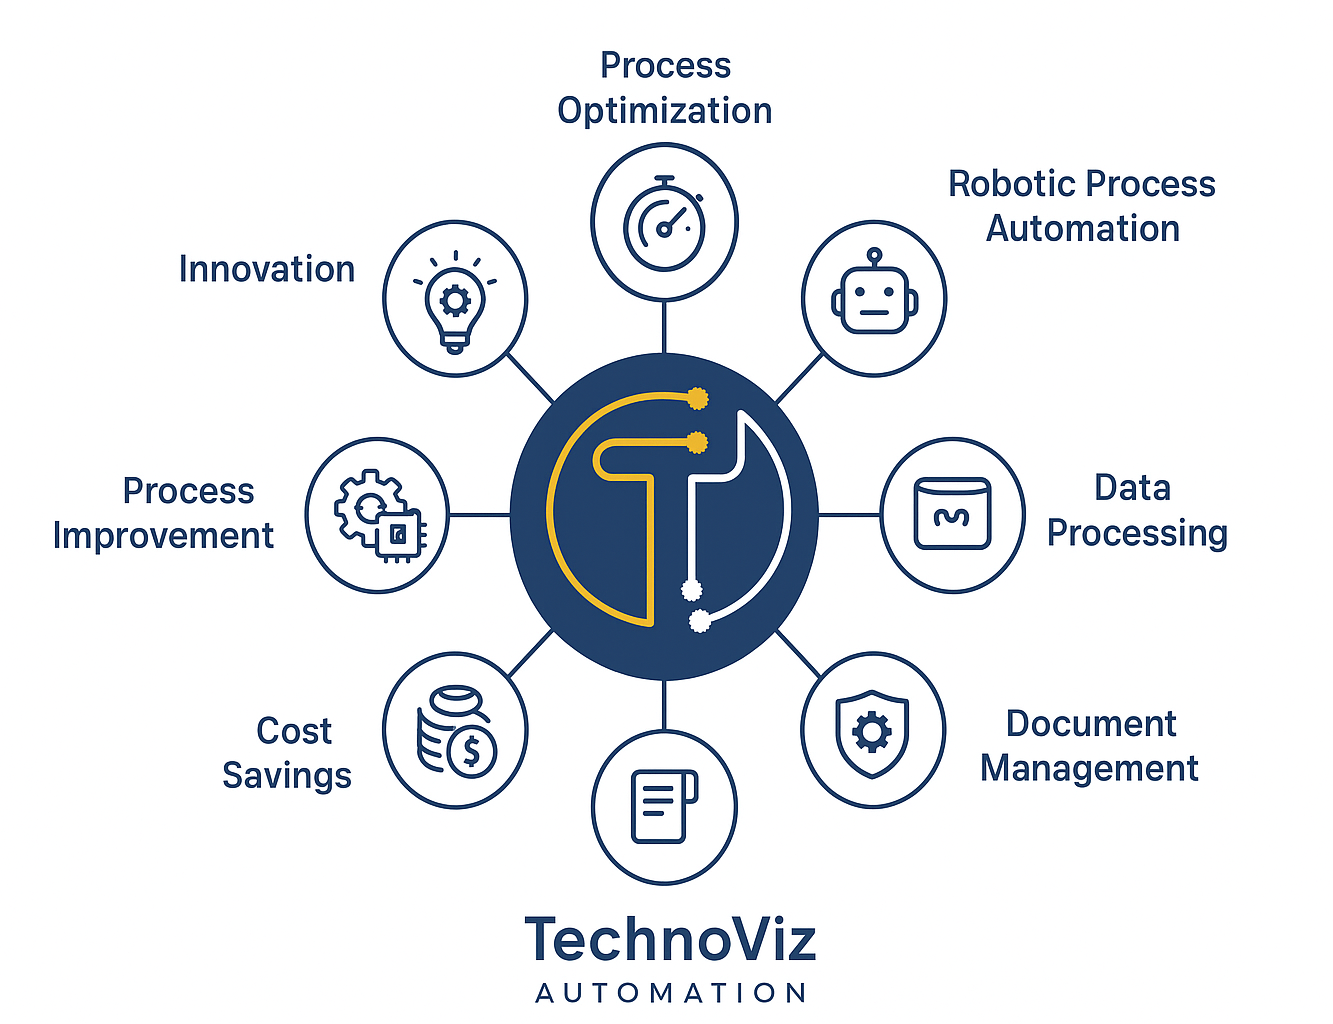 Process
Optimization
Robotic Process
Automation
Innovation
Data
Processing
Process
Improvement
Document
Management
Cost
Savings
$
TechnoViz
AUTOMATION